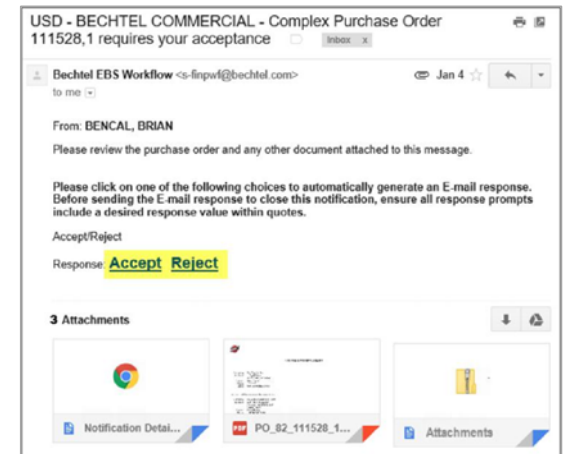 USD - BECHTEL COMMERCIAL - Complex Purchase Order
111528,1 requires your acceptance Inbox x
Bechtel EBS Workflow <s-finpwf@bechtel.com> Jan 4
to me
From: BENCAL, BRIAN
Please review the purchase order and any other document attached to this message.
Please click on one of the following choices to automatically generate an E-mail response.
Before sending the E-mail response to close this notification, ensure all response prompts
include a desired response value within quotes.
Accept/Reject
Response: Accept Reject
3 Attachments
Notification Detai... PDF PO_82_111528_1... Attachments